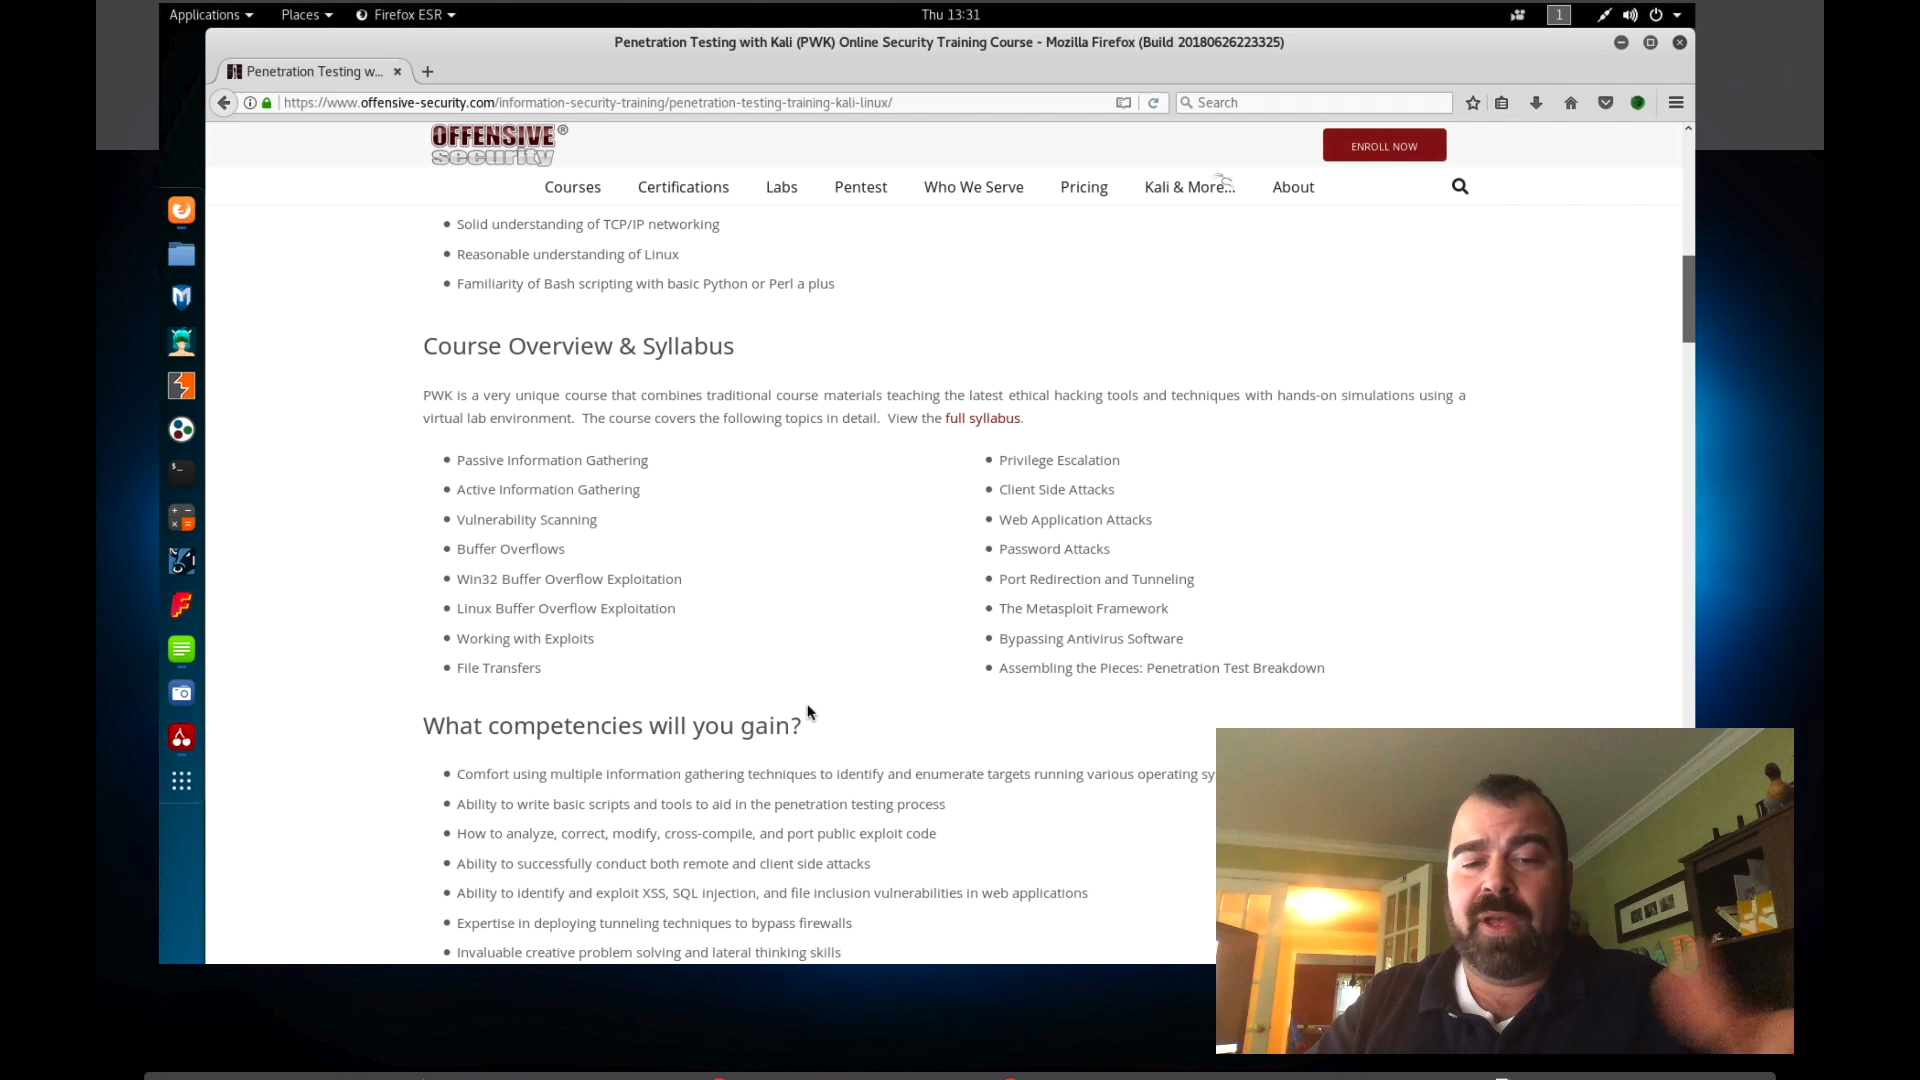 Applications Places Firefox ESR Thu 13:31 1
Penetration Testing with Kali (PWK) Online Security Training Course - Mozilla Firefox (Build 20180626223325)
Penetration Testing w...
https://www.offensive-security.com/information-security-training/penetration-testing-training-kali-linux/ Search
OFFENSIVE®
security
ENROLL NOW
Courses Certifications Labs Pentest Who We Serve Pricing Kali & More... About
Solid understanding of TCP/IP networking
Reasonable understanding of Linux
Familiarity of Bash scripting with basic Python or Perl a plus
Course Overview & Syllabus
PWK is a very unique course that combines traditional course materials teaching the latest ethical hacking tools and techniques with hands-on simulations using a
virtual lab environment. The course covers the following topics in detail. View the full syllabus.
Passive Information Gathering
Active Information Gathering
Vulnerability Scanning
Buffer Overflows
Win32 Buffer Overflow Exploitation
Linux Buffer Overflow Exploitation
Working with Exploits
File Transfers
Privilege Escalation
Client Side Attacks
Web Application Attacks
Password Attacks
Port Redirection and Tunneling
The Metasploit Framework
Bypassing Antivirus Software
Assembling the Pieces: Penetration Test Breakdown
What competencies will you gain?
Comfort using multiple information gathering techniques to identify and enumerate targets running various operating sy
Ability to write basic scripts and tools to aid in the penetration testing process
How to analyze, correct, modify, cross-compile, and port public exploit code
Ability to successfully conduct both remote and client side attacks
Ability to identify and exploit XSS, SQL injection, and file inclusion vulnerabilities in web applications
Expertise in deploying tunneling techniques to bypass firewalls
Invaluable creative problem solving and lateral thinking skills